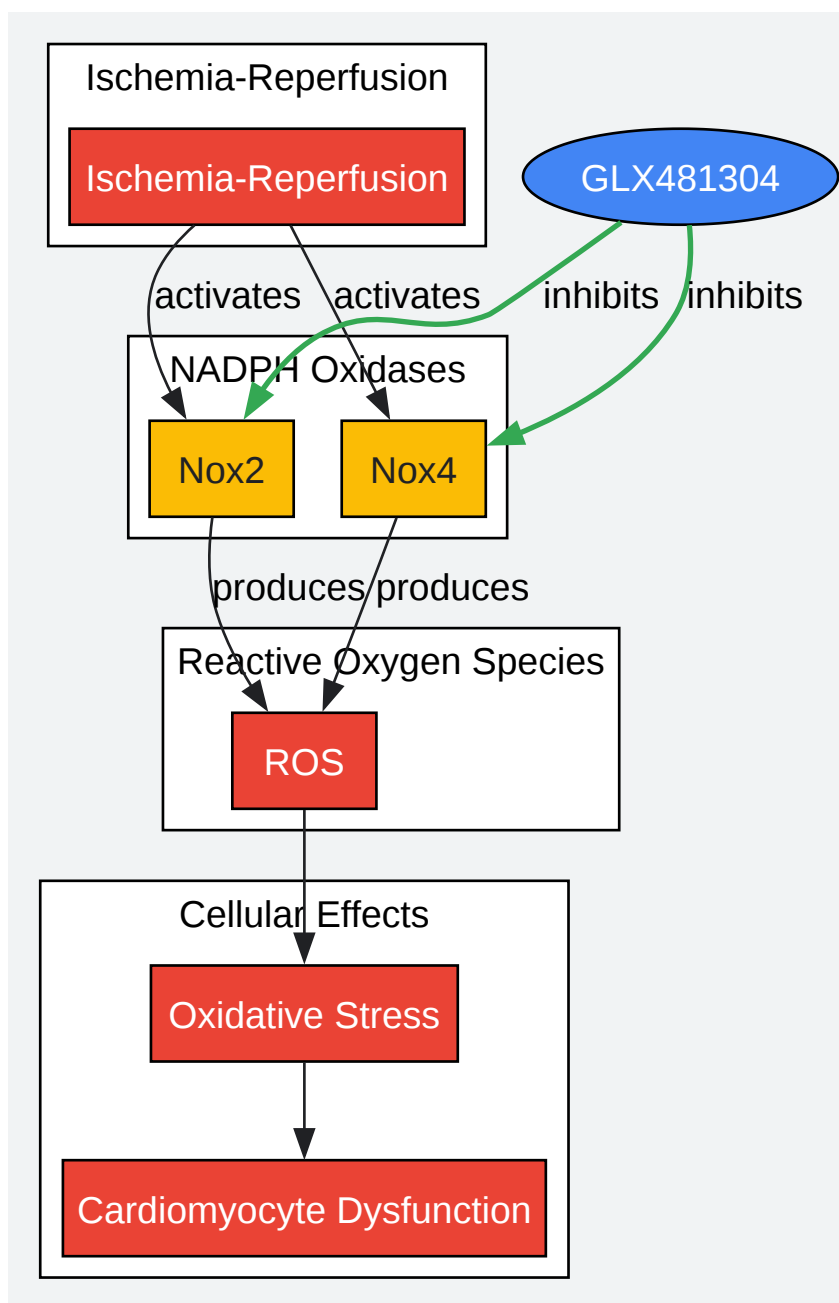 Ischemia-Reperfusion
Ischemia-Reperfusion
GLX481304
activates
activates
inhibits
inhibits
NADPH Oxidases
Nox2
Nox4
produces
produces
Reactive Oxygen Species
ROS
Cellular Effects
Oxidative Stress
Cardiomyocyte Dysfunction